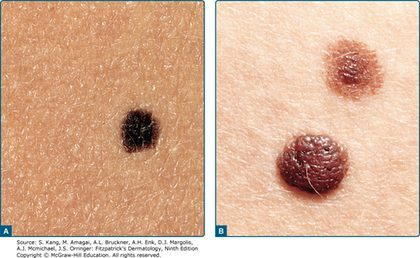 A
B
Source: S. Kang, M. Amagai, A.L. Bruckner, A.H. Enk, D.J. Margolis,
A.J. Mcmichael, J.S. Orringer: Fitzpatrick's Dermatology, Ninth Edition
Copyright © McGraw-Hill Education. All rights reserved.